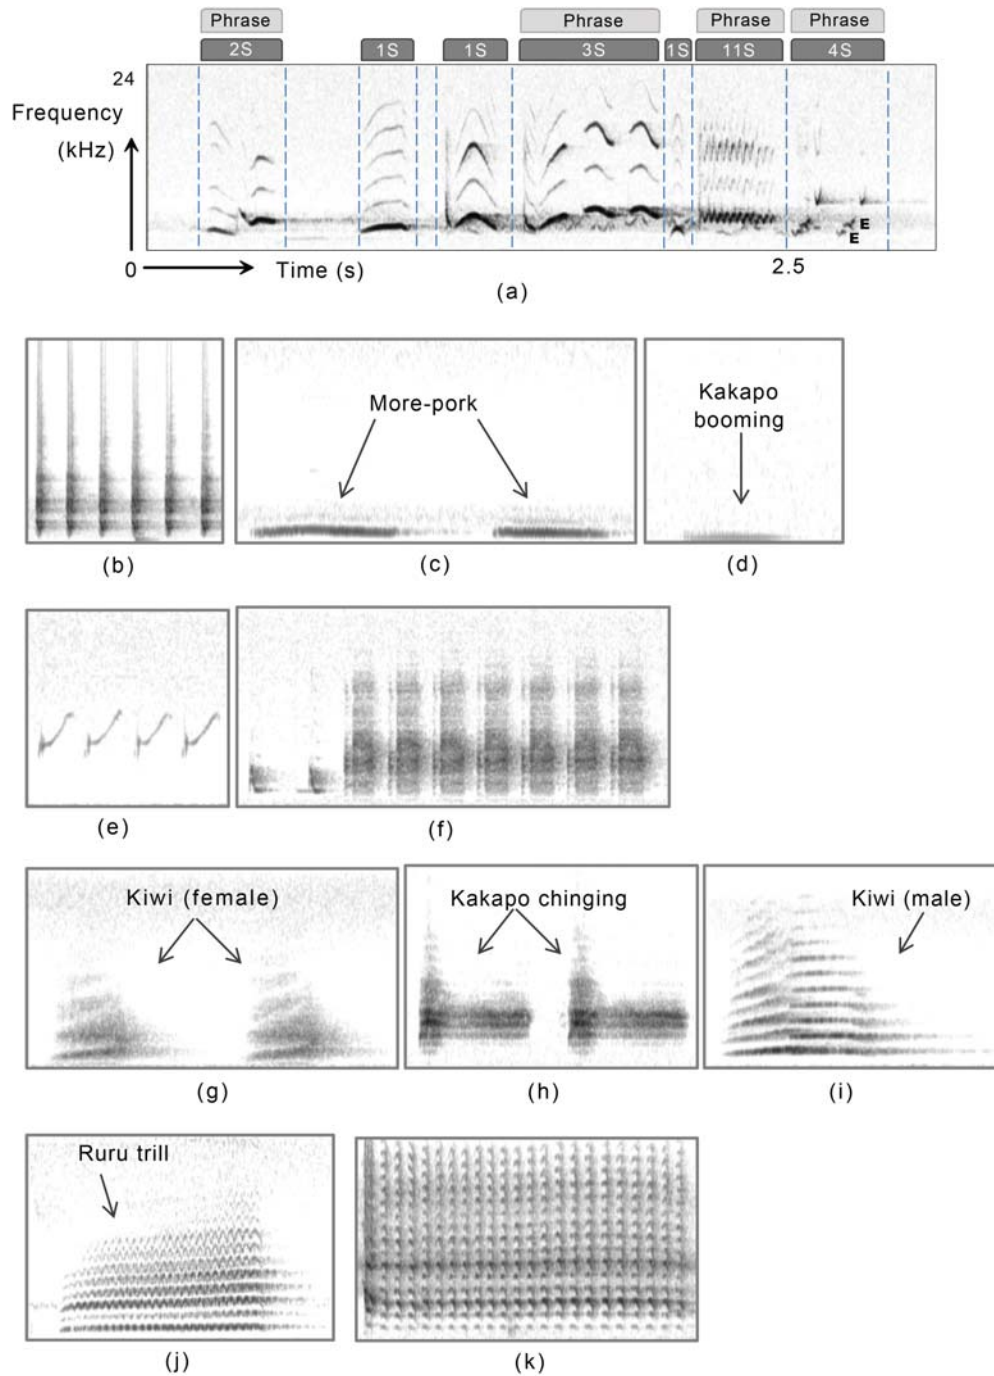 Phrase Phrase Phrase Phrase
2S 1S 1S 3S 1S 11S 4S
24
Frequency
(kHz)
E
E
0 Time (s) 2.5
(a)
More-pork
Kakapo
booming
(b) (c) (d)
(e) (f)
Kiwi (female) Kakapo chinging Kiwi (male)
(g) (h) (i)
Ruru trill
(j) (k)